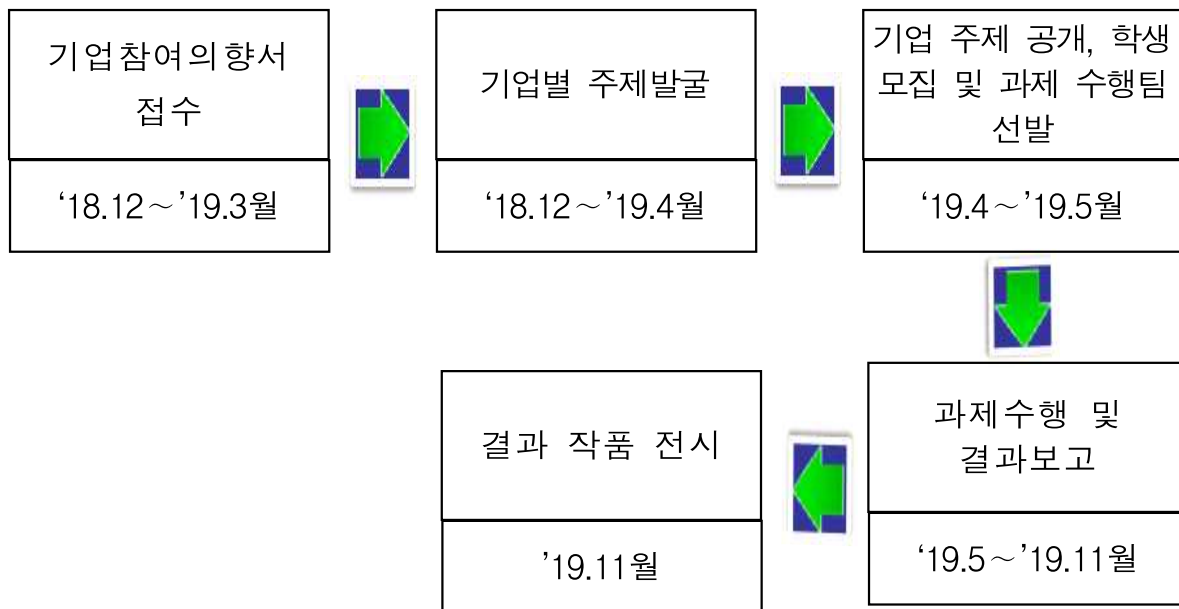 기업참여의향서
접수
‘18.12～’19.3월
기업별 주제발굴
‘18.12～’19.4월
기업 주제 공개, 학생
모집 및 과제 수행팀
선발
‘19.4～’19.5월
과제수행 및
결과보고
‘19.5～’19.11월
결과 작품 전시
’19.11월